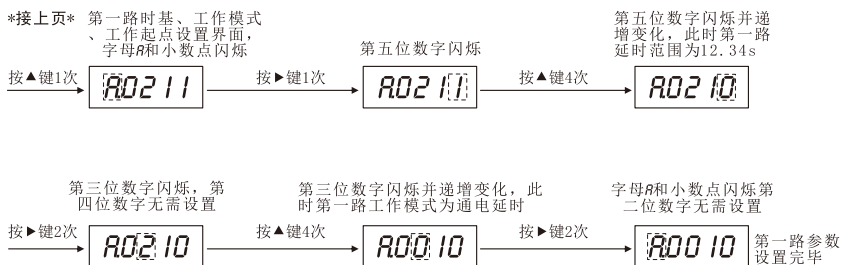 *接上页*
第一路时基、工作模式
、工作起点设置界面，
字母A和小数点闪烁
按▲键1次
A.0211
按▶键1次
第五位数字闪烁
A.0211
按▲键4次
第五位数字闪烁并递
增变化，此时第一路
延时范围为12.34s
A.0210
按▶键2次
第三位数字闪烁，第
四位数字无需设置
A.0210
按▲键4次
第三位数字闪烁并递增变化，此
时第一路工作模式为通电延时
A.0010
按▶键2次
字母A和小数点闪烁第
二位数字无需设置
A.0010
第一路参数
设置完毕